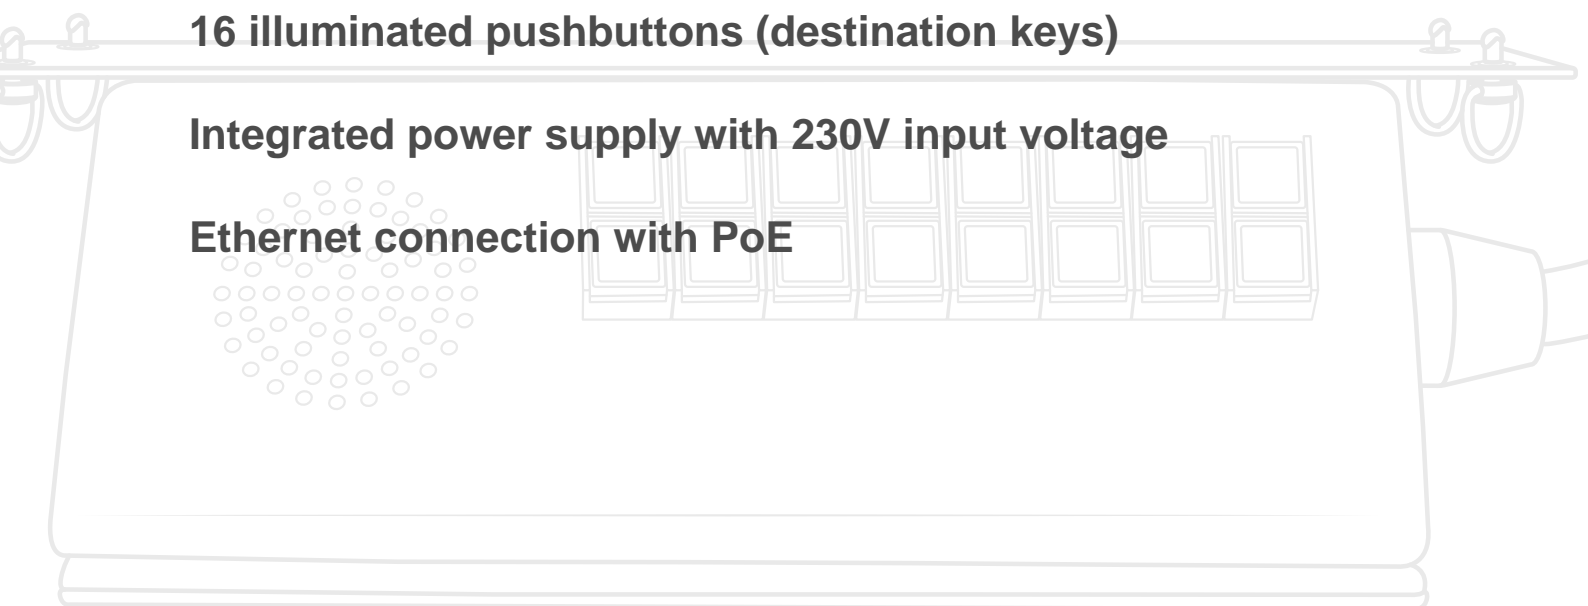 16 illuminated pushbuttons (destination keys)
Integrated power supply with 230V input voltage
Ethernet connection with PoE